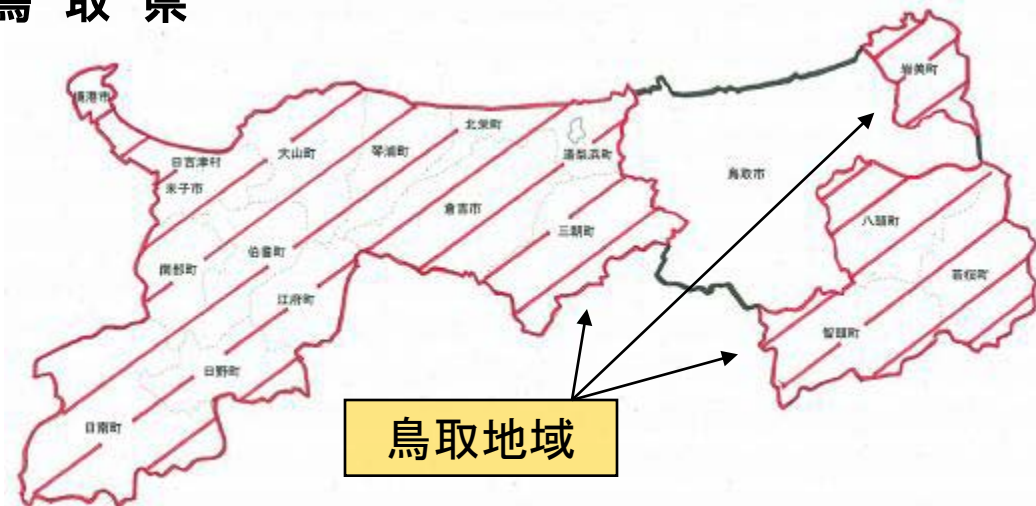 鳥 取 県
岩美町
境港市
北栄町
大山町
琴浦町
湯梨浜町
日吉津村
米子市
鳥取市
倉吉市
八頭町
三朝町
伯耆町
南部町
若桜町
江府町
智頭町
日野町
日南町
鳥取地域